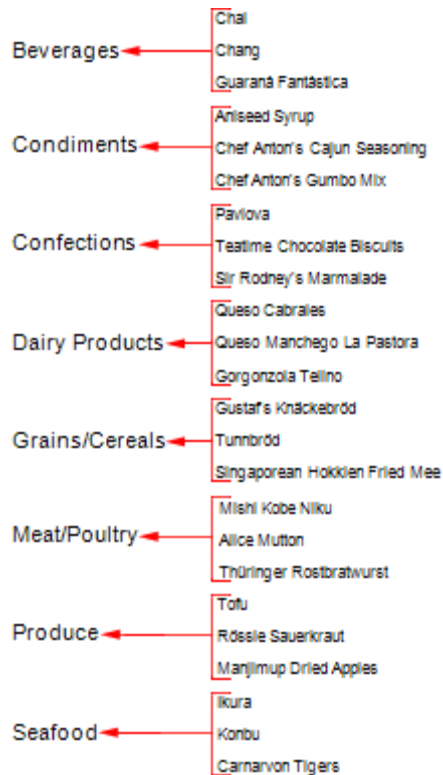 Chai
Beverages
Chang
Guaraná Fantástica
Aniseed Syrup
Condiments
Chef Anton's Cajun Seasoning
Chef Anton's Gumbo Mix
Pavlova
Confections
Teatime Chocolate Biscuits
Sir Rodney's Marmalade
Queso Cabrales
Dairy Products
Queso Manchego La Pastora
Gorgonzola Telino
Gustaf's Knäckebröd
Grains/Cereals
Tunnbröd
Singaporean Hokkien Fried Mee
Mishi Kobe Niku
Meat/Poultry
Alice Mutton
Thüringer Rostbratwurst
Tofu
Produce
Rössle Sauerkraut
Manjimup Dried Apples
Ikura
Seafood
Konbu
Carnarvon Tigers